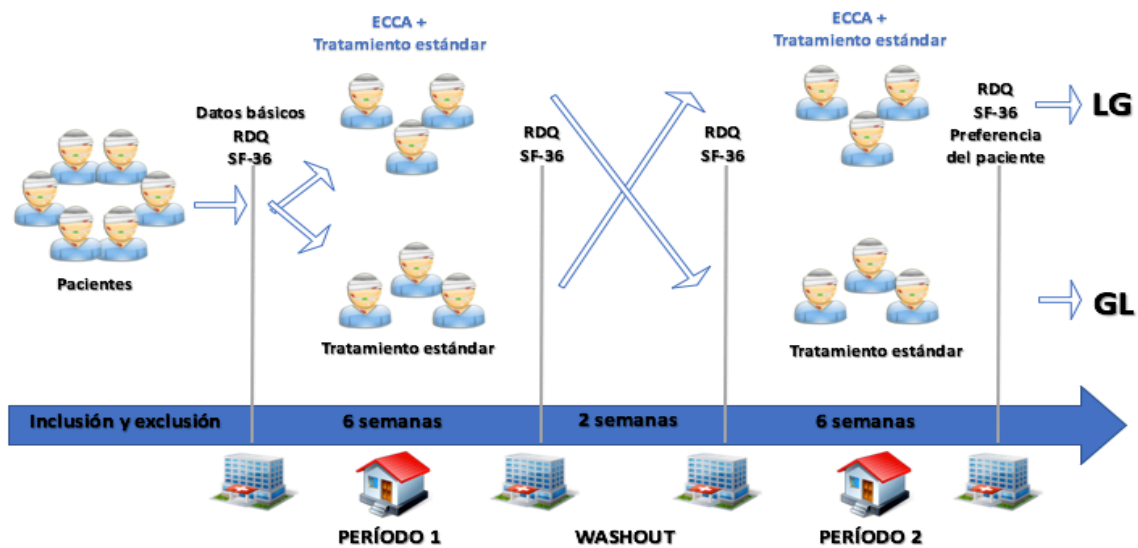 ECCA +
Tratamiento estándar
ECCA +
Tratamiento estándar
Datos básicos
RDQ
SF-36
RDQ
SF-36
RDQ
SF-36
RDQ
SF-36
Preferencia
del paciente
LG
Pacientes
GL
Tratamiento estándar
Tratamiento estándar
Inclusión y exclusión
6 semanas
2 semanas
6 semanas
PERÍODO 1
WASHOUT
PERÍODO 2